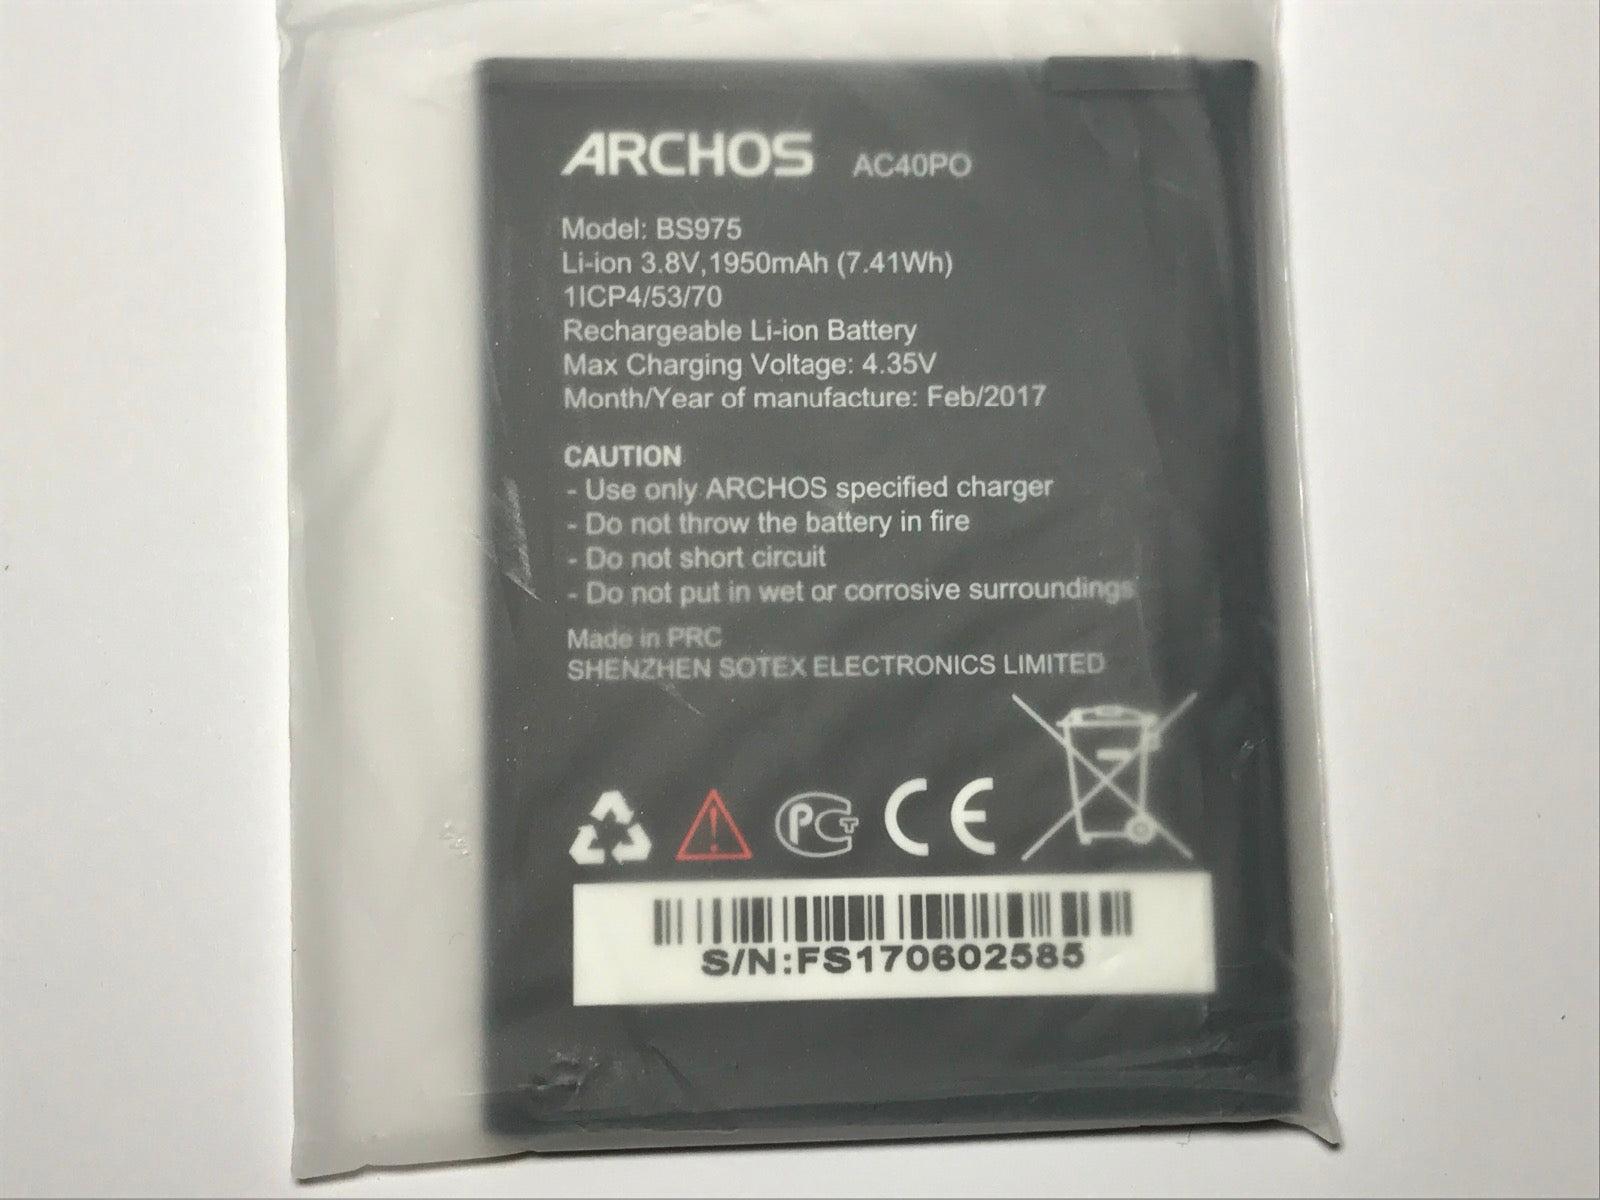 ARCHOS AC40PO
Model: BS975
Li-ion 3.8V,1950mAh (7.41Wh)
1ICP4/53/70
Rechargeable Li-ion Battery
Max Charging Voltage: 4.35V
Month/Year of manufacture: Feb/2017
CAUTION
- Use only ARCHOS specified charger
- Do not throw the battery in fire
- Do not short circuit
- Do not put in wet or corrosive surroundings
Made in PRC
SHENZHEN SOTEX ELECTRONICS LIMITED
РСТ CE
S/N:FS170602585